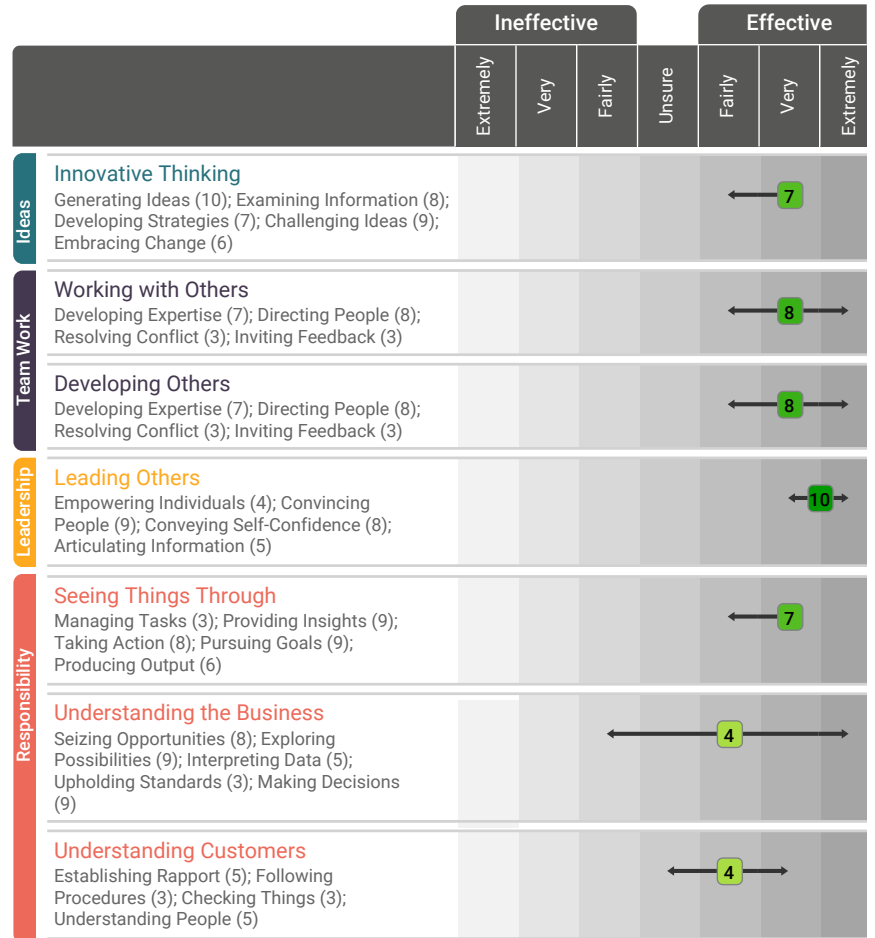 Ineffective
Effective
Extremely
Very
Fairly
Unsure
Fairly
Very
Extremely
Ideas
Innovative Thinking
Generating Ideas (10); Examining Information (8);
Developing Strategies (7); Challenging Ideas (9);
Embracing Change (6)
7
Team Work
Working with Others
Developing Expertise (7); Directing People (8);
Resolving Conflict (3); Inviting Feedback (3)
8
Developing Others
Developing Expertise (7); Directing People (8);
Resolving Conflict (3); Inviting Feedback (3)
8
Leadership
Leading Others
Empowering Individuals (4); Convincing
People (9); Conveying Self-Confidence (8);
Articulating Information (5)
10
Responsibility
Seeing Things Through
Managing Tasks (3); Providing Insights (9);
Taking Action (8); Pursuing Goals (9);
Producing Output (6)
7
Understanding the Business
Seizing Opportunities (8); Exploring
Possibilities (9); Interpreting Data (5);
Upholding Standards (3); Making Decisions
(9)
4
Understanding Customers
Establishing Rapport (5); Following
Procedures (3); Checking Things (3);
Understanding People (5)
4